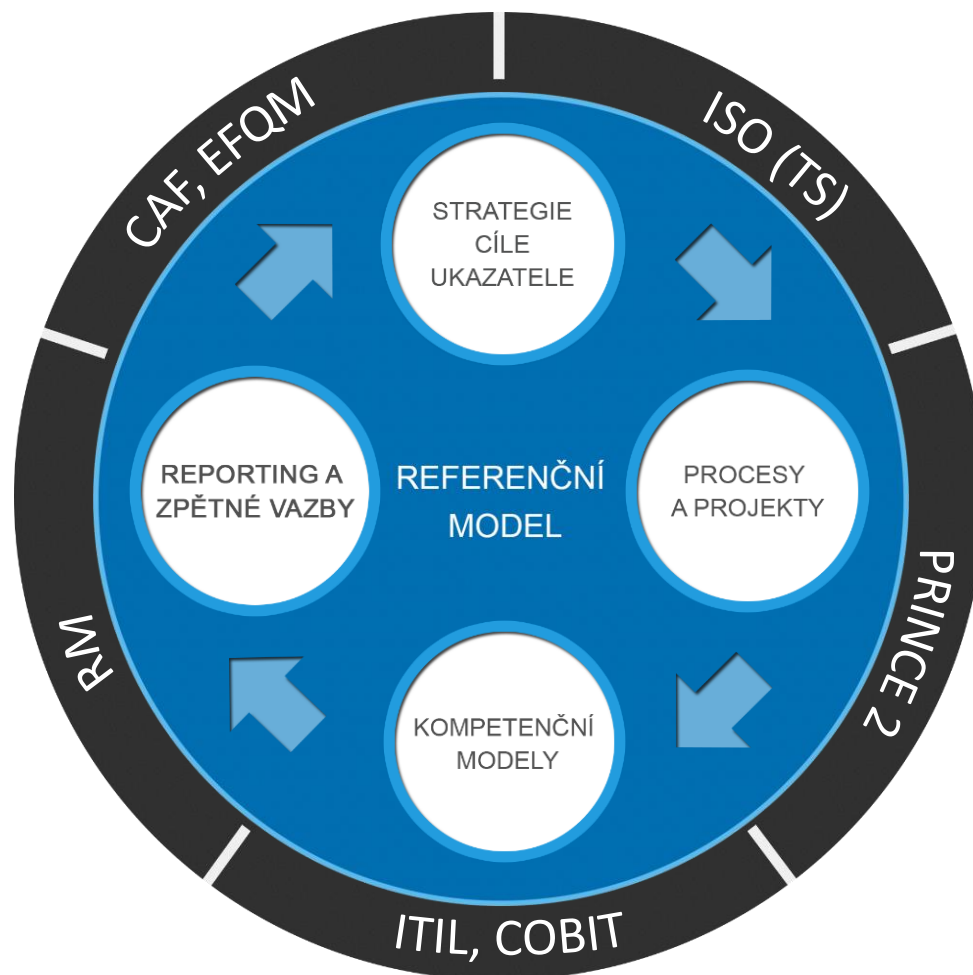 CAF, EFQM
ISO (TS)
STRATEGIE
CÍLE
UKAZATELE
REPORTING A
ZPĚTNÉ VAZBY
REFERENČNÍ
MODEL
PROCESY
A PROJEKTY
PRINCE 2
RM
KOMPETENČNÍ
MODELY
ITIL, COBIT